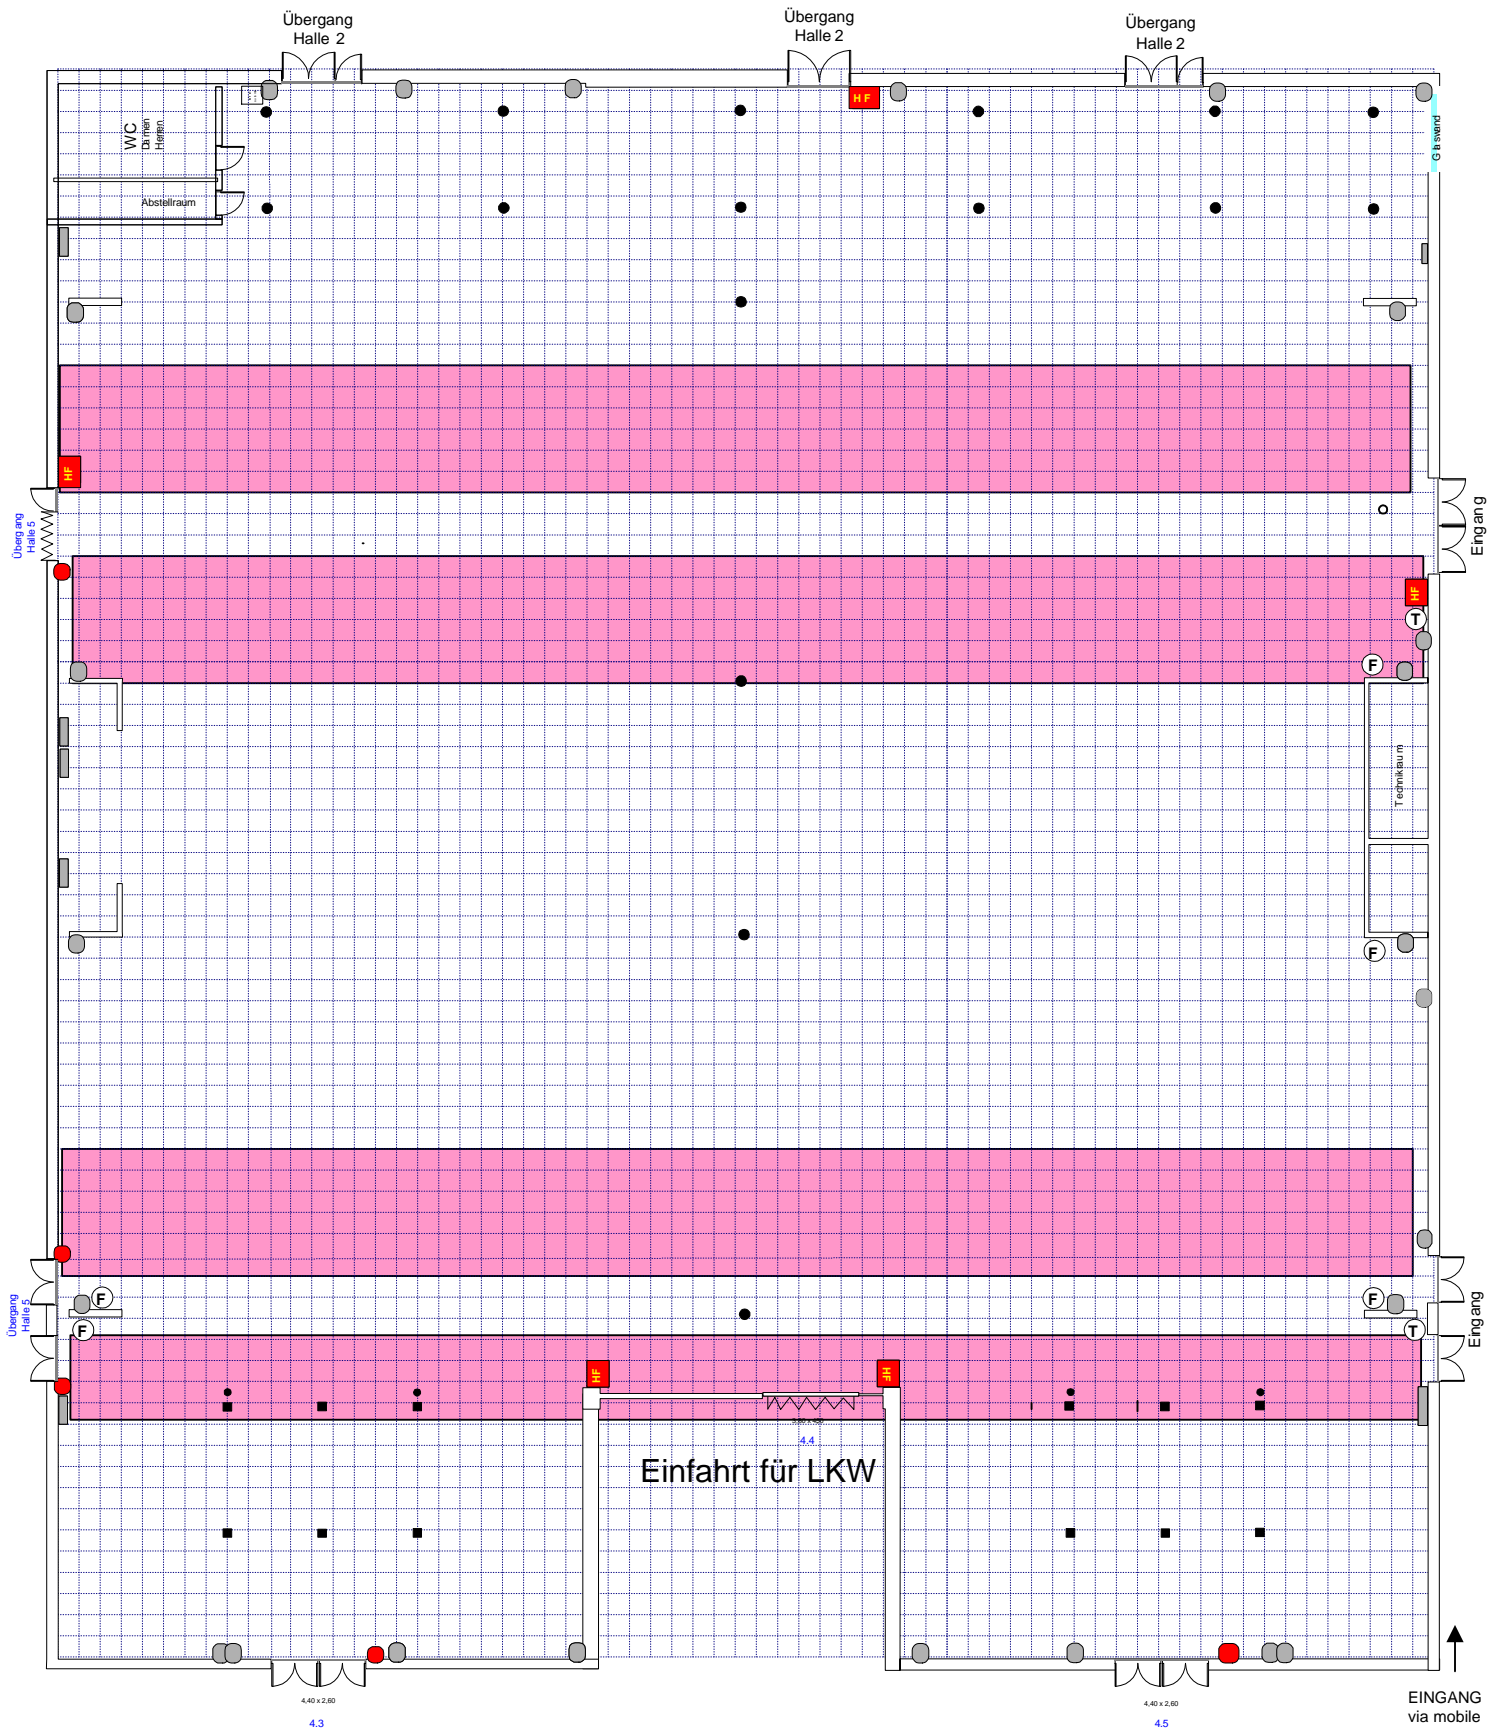 Übergang
Halle 2
Übergang
Halle 2
Übergang
Halle 2
HF
WC
Damen
Herren
Glaswand
Abstellraum
HF
Übergang
Halle 5
Eingang
HF
T
F
Technikraum
F
Übergang
Halle 5
F
F
F
T
Eingang
HF
HF
4.4
Einfahrt für LKW
EINGANG
via mobile
4,40 x 2,60
4,40 x 2,60
4.3
4.5